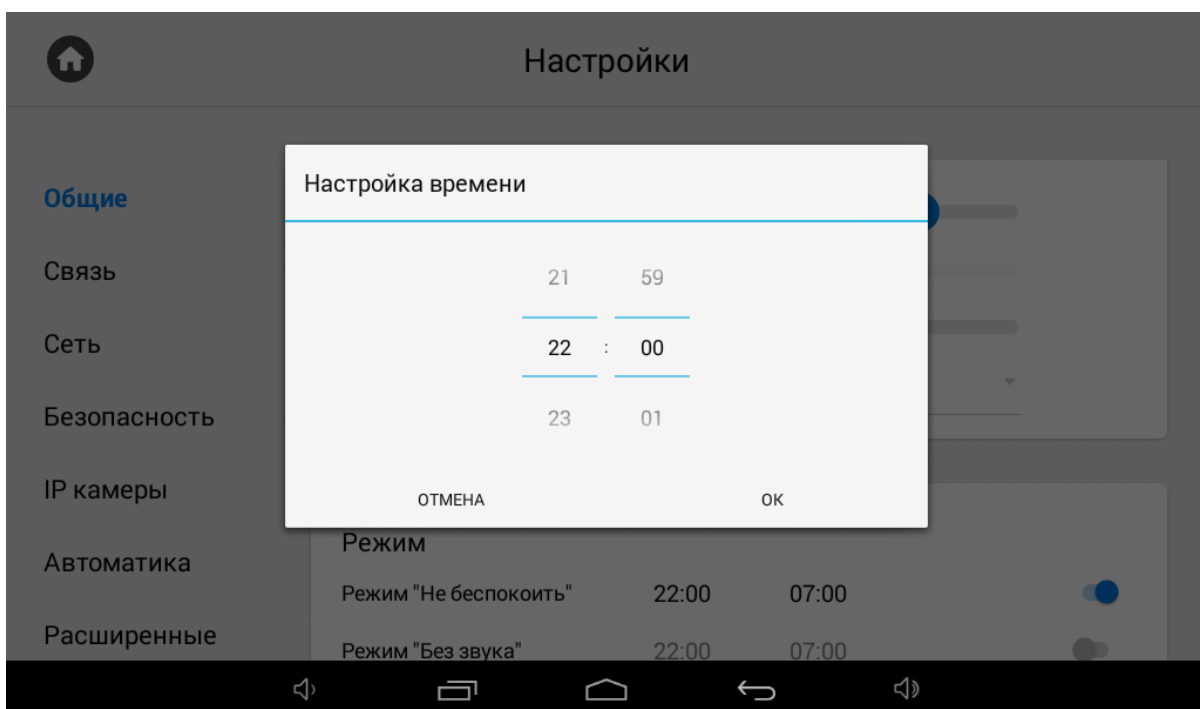 Настройки
Общие
Связь
Сеть
Безопасность
IP камеры
Автоматика
Расширенные
Настройка времени
21 59
22 : 00
23 01
ОТМЕНА ОК
Режим
Режим "Не беспокоить" 22:00 07:00
Режим "Без звука" 22:00 07:00